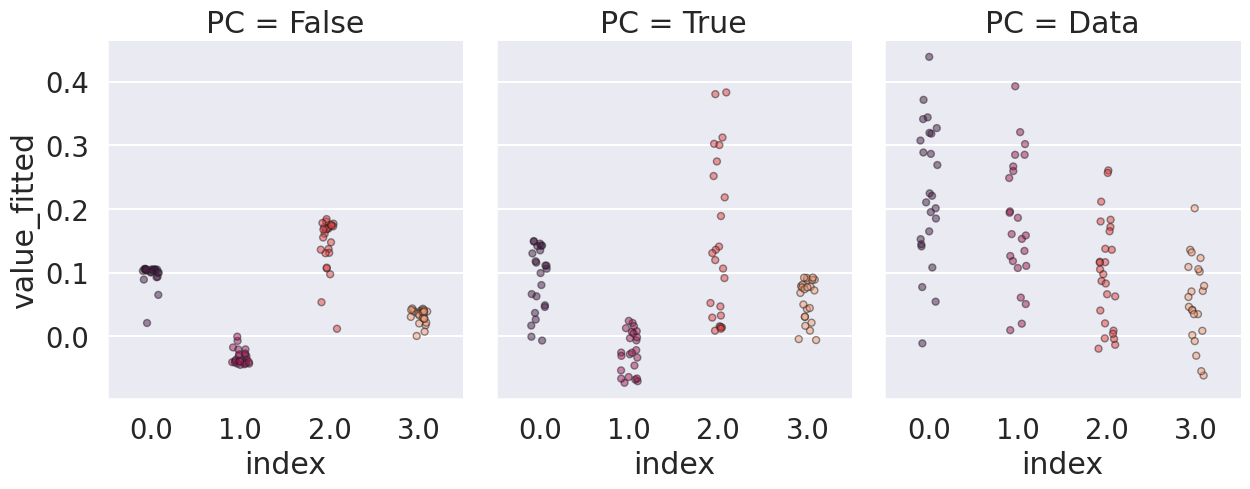 PC = False
PC = True
PC = Data
value_fitted
0.4
0.3
0.2
0.1
0.0
0.0 1.0 2.0 3.0
0.0 1.0 2.0 3.0
0.0 1.0 2.0 3.0
index
index
index